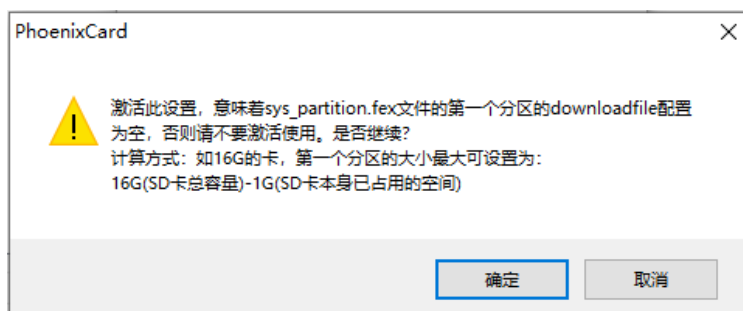 PhoenixCard
激活此设置，意味着sys_partition.fex文件的第一个分区的downloadfile配置
为空，否则请不要激活使用。是否继续？
计算方式：如16G的卡，第一个分区的大小最大可设置为：
16G(SD卡总容量)-1G(SD卡本身已占用的空间)
确定
取消